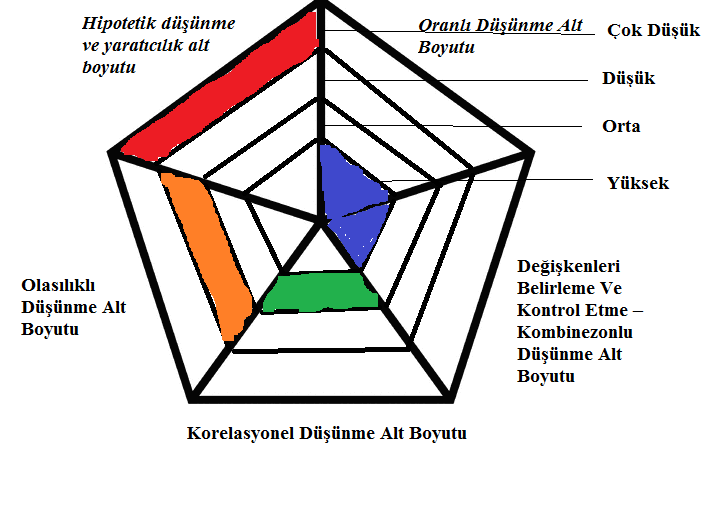 Hipotetik düşünme
ve yaratıcılık alt
boyutu
Oranlı Düşünme Alt
Boyutu
Çok Düşük
Düşük
Orta
Yüksek
Olasılıklı
Düşünme Alt
Boyutu
Değişkenleri
Belirleme Ve
Kontrol Etme –
Kombinezonlu
Düşünme Alt
Boyutu
Korelasyonel Düşünme Alt Boyutu